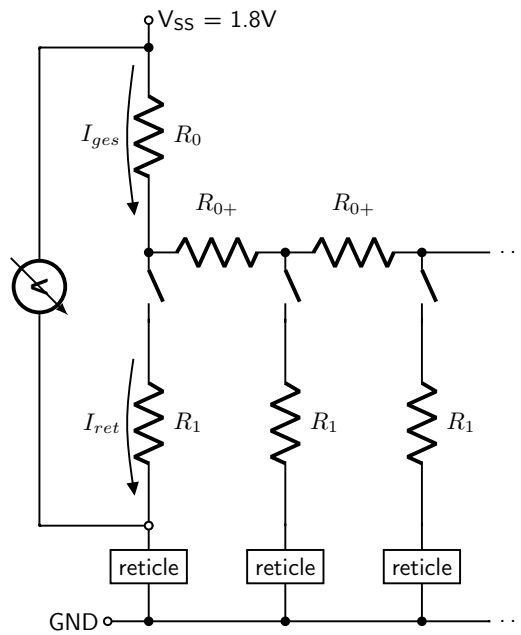 V_SS = 1.8V
I_ges
R_0
R_0+
R_0+
...
V
I_ret
R_1
R_1
R_1
reticle
reticle
reticle
GND
...